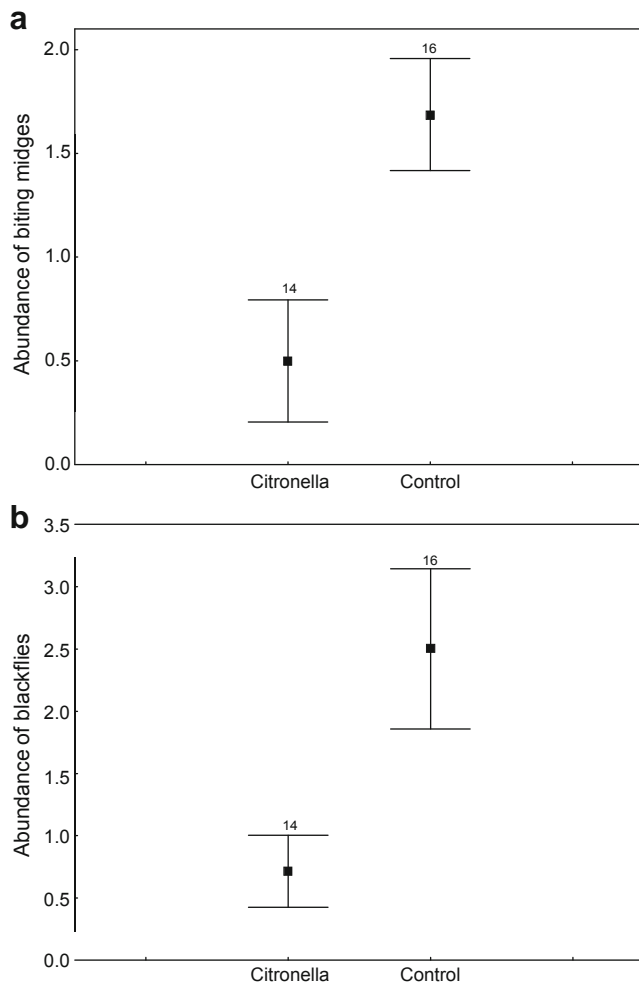 a
Abundance of biting midges
2.0
1.5
1.0
0.5
0.0
16
14
Citronella Control
b
Abundance of blackflies
3.5
3.0
2.5
2.0
1.5
1.0
0.5
0.0
16
14
Citronella Control